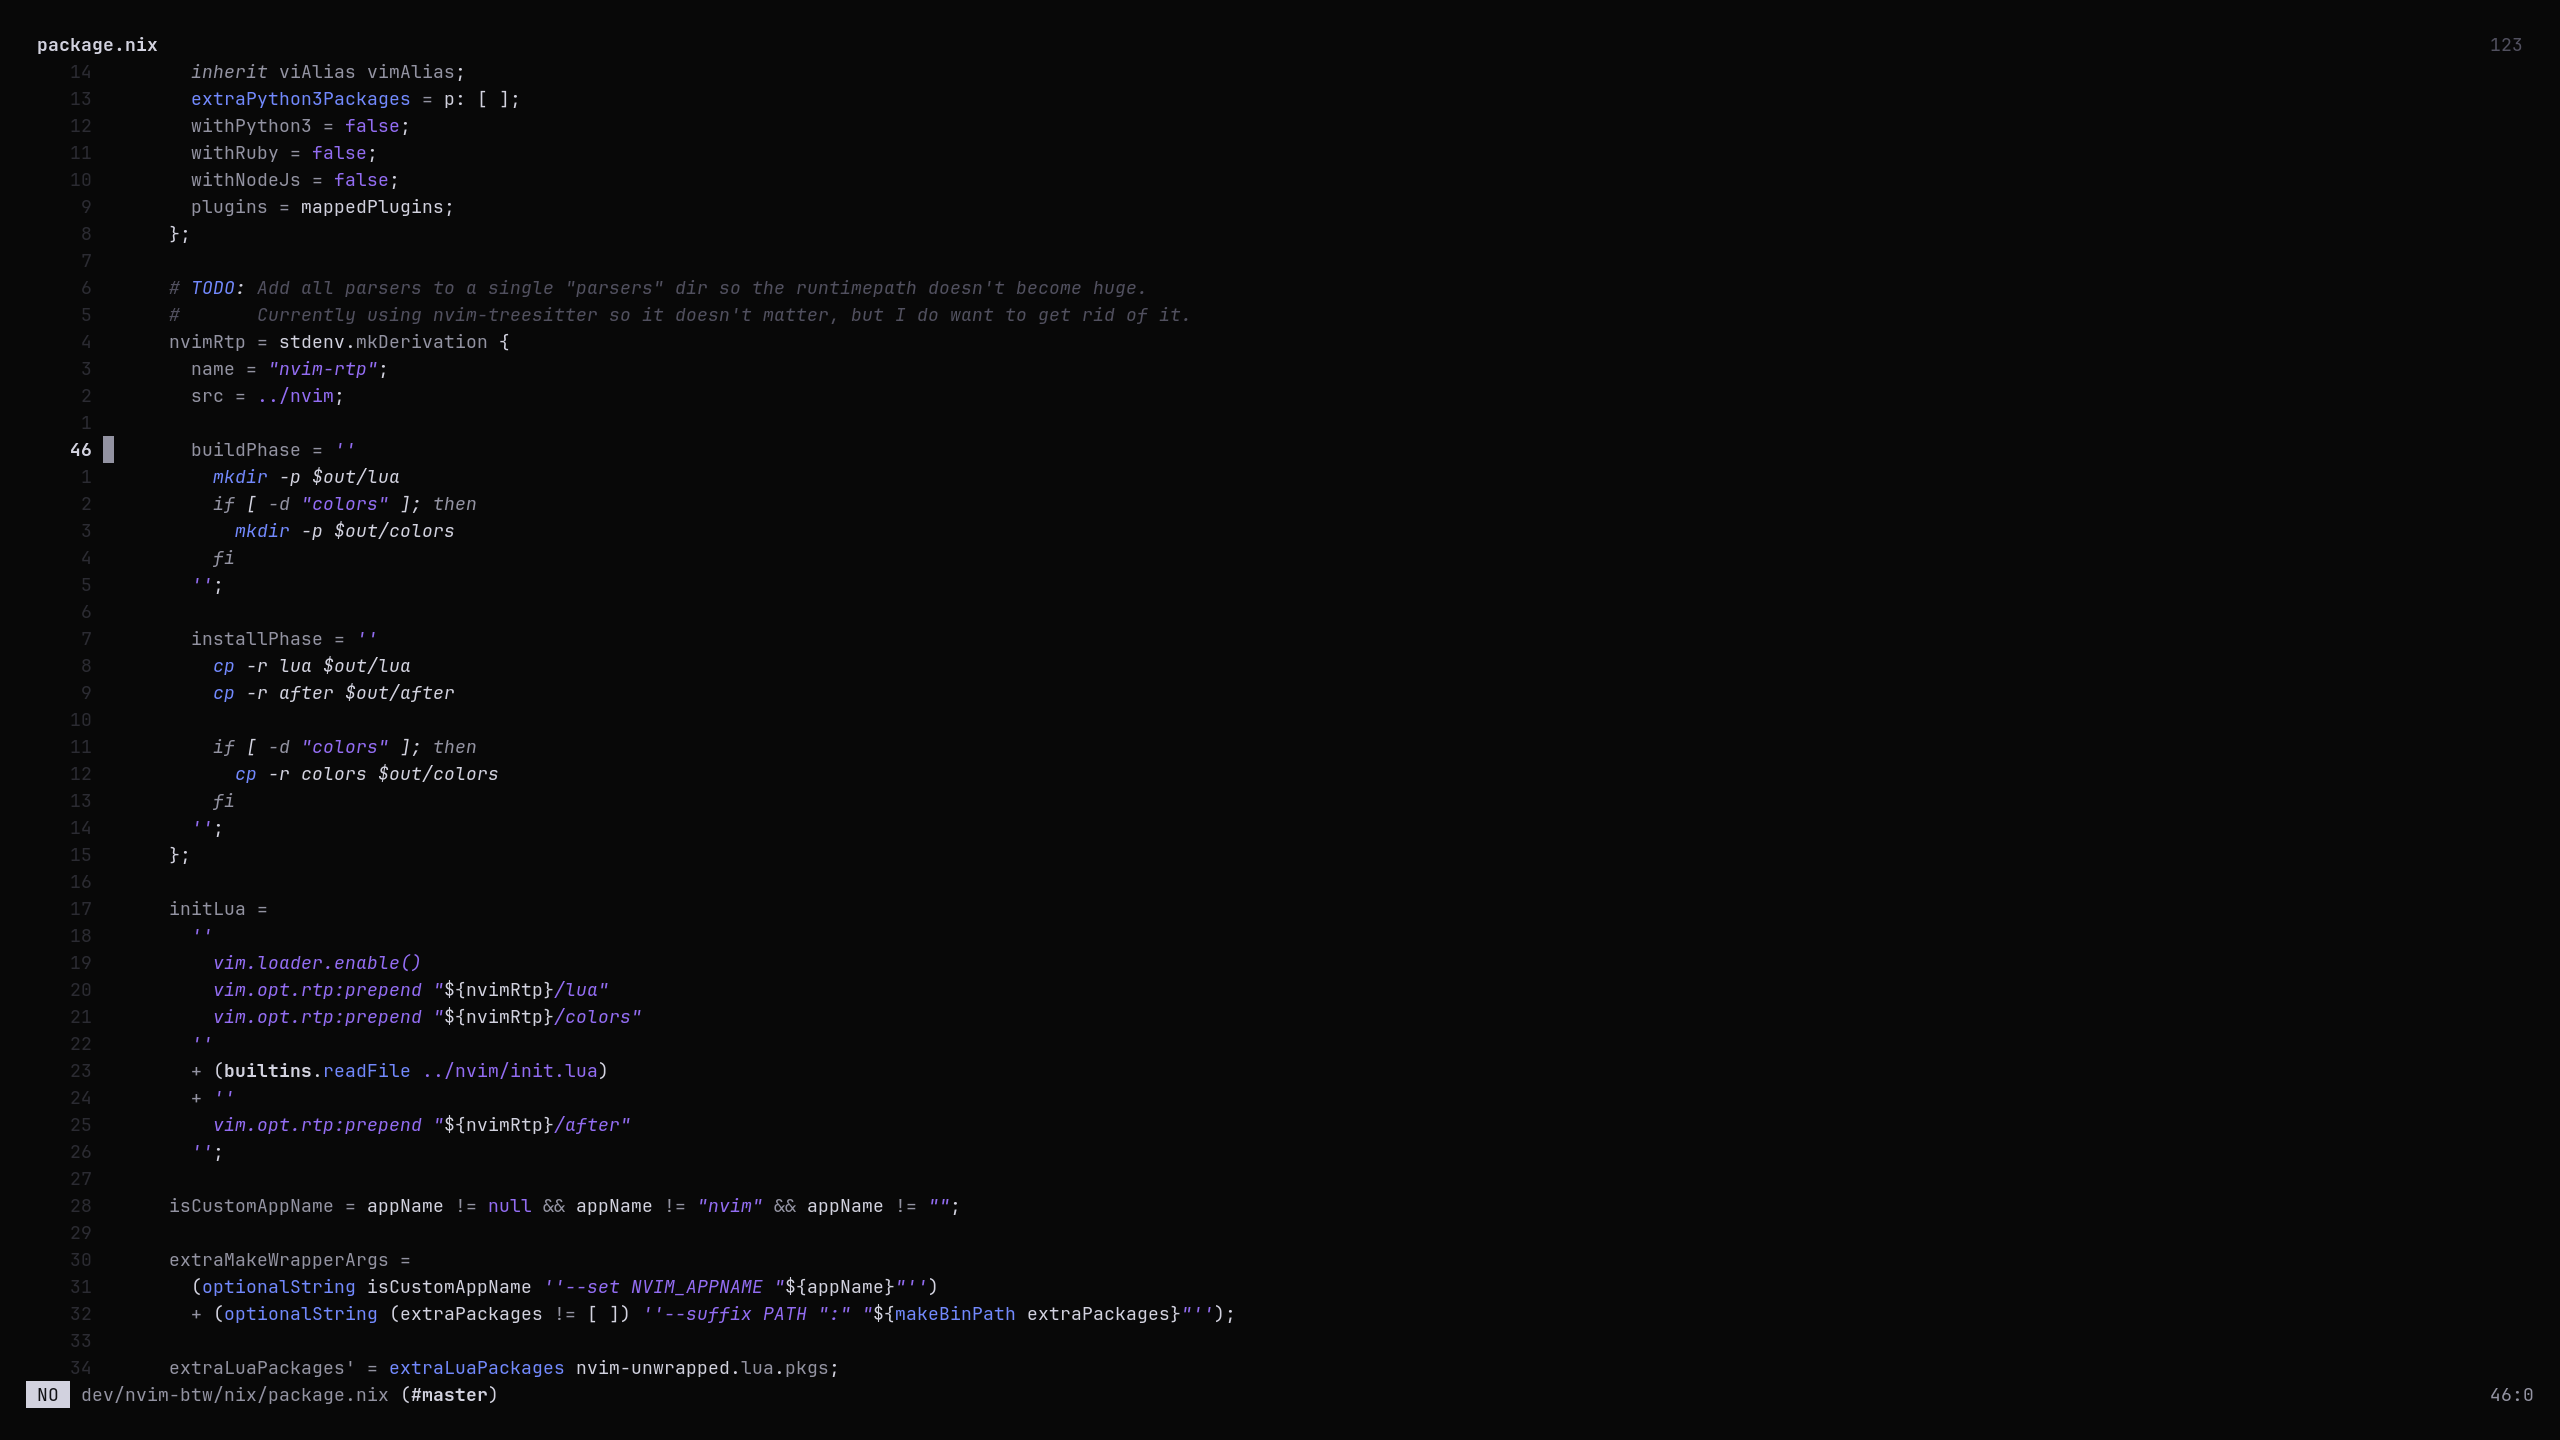 package.nix 123
14 inherit viAlias vimAlias;
13 extraPython3Packages = p: [ ];
12 withPython3 = false;
11 withRuby = false;
10 withNodeJs = false;
9 plugins = mappedPlugins;
8 };
7
6 # TODO: Add all parsers to a single "parsers" dir so the runtimepath doesn't become huge.
5 #       Currently using nvim-treesitter so it doesn't matter, but I do want to get rid of it.
4 nvimRtp = stdenv.mkDerivation {
3 name = "nvim-rtp";
2 src = ../nvim;
1
46 buildPhase = ''
1 mkdir -p $out/lua
2 if [ -d "colors" ]; then
3 mkdir -p $out/colors
4 fi
5 '';
6
7 installPhase = ''
8 cp -r lua $out/lua
9 cp -r after $out/after
10
11 if [ -d "colors" ]; then
12 cp -r colors $out/colors
13 fi
14 '';
15 };
16
17 initLua =
18 ''
19 vim.loader.enable()
20 vim.opt.rtp:prepend "${nvimRtp}/lua"
21 vim.opt.rtp:prepend "${nvimRtp}/colors"
22 ''
23 + (builtins.readFile ../nvim/init.lua)
24 + ''
25 vim.opt.rtp:prepend "${nvimRtp}/after"
26 '';
27
28 isCustomAppName = appName != null && appName != "nvim" && appName != "";
29
30 extraMakeWrapperArgs =
31 (optionalString isCustomAppName ''--set NVIM_APPNAME "${appName}"'')
32 + (optionalString (extraPackages != [ ]) ''--suffix PATH ":" "${makeBinPath extraPackages}"'');
33
34 extraLuaPackages' = extraLuaPackages nvim-unwrapped.lua.pkgs;
NO dev/nvim-btw/nix/package.nix (#master) 46:0